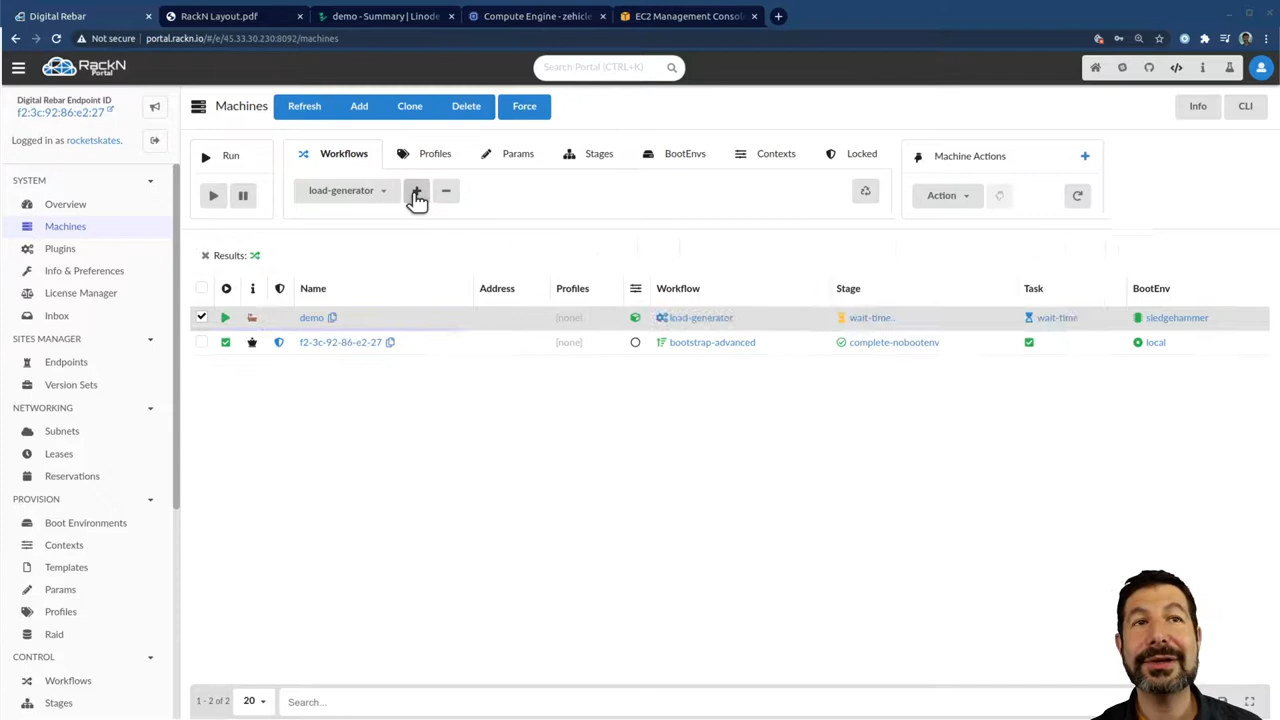 Digital Rebar
RackN Layout.pdf
demo - Summary | Linode
Compute Engine - zehicle
EC2 Management Consol
Not secure
portal.rackn.io/#/e/45.33.30.230:8092/machines
RackN
Portal
Search Portal (CTRL+K)
Digital Rebar Endpoint ID
f2:3c:92:86:e2:27
Logged in as rocketskates.
Machines
Refresh
Add
Clone
Delete
Force
Info
CLI
Run
Workflows
Profiles
Params
Stages
BootEnvs
Contexts
Locked
load-generator
Machine Actions
Action
SYSTEM
Overview
Machines
Plugins
Info & Preferences
License Manager
Inbox
SITES MANAGER
Endpoints
Version Sets
NETWORKING
Subnets
Leases
Reservations
PROVISION
Boot Environments
Contexts
Templates
Params
Profiles
Raid
CONTROL
Workflows
Stages
Results:
Name
Address
Profiles
Workflow
Stage
Task
BootEnv
demo
[none]
load-generator
wait-time..
wait-time
sledgehammer
f2-3c-92-86-e2-27
[none]
bootstrap-advanced
complete-nobootenv
local
1 - 2 of 2
20
Search...